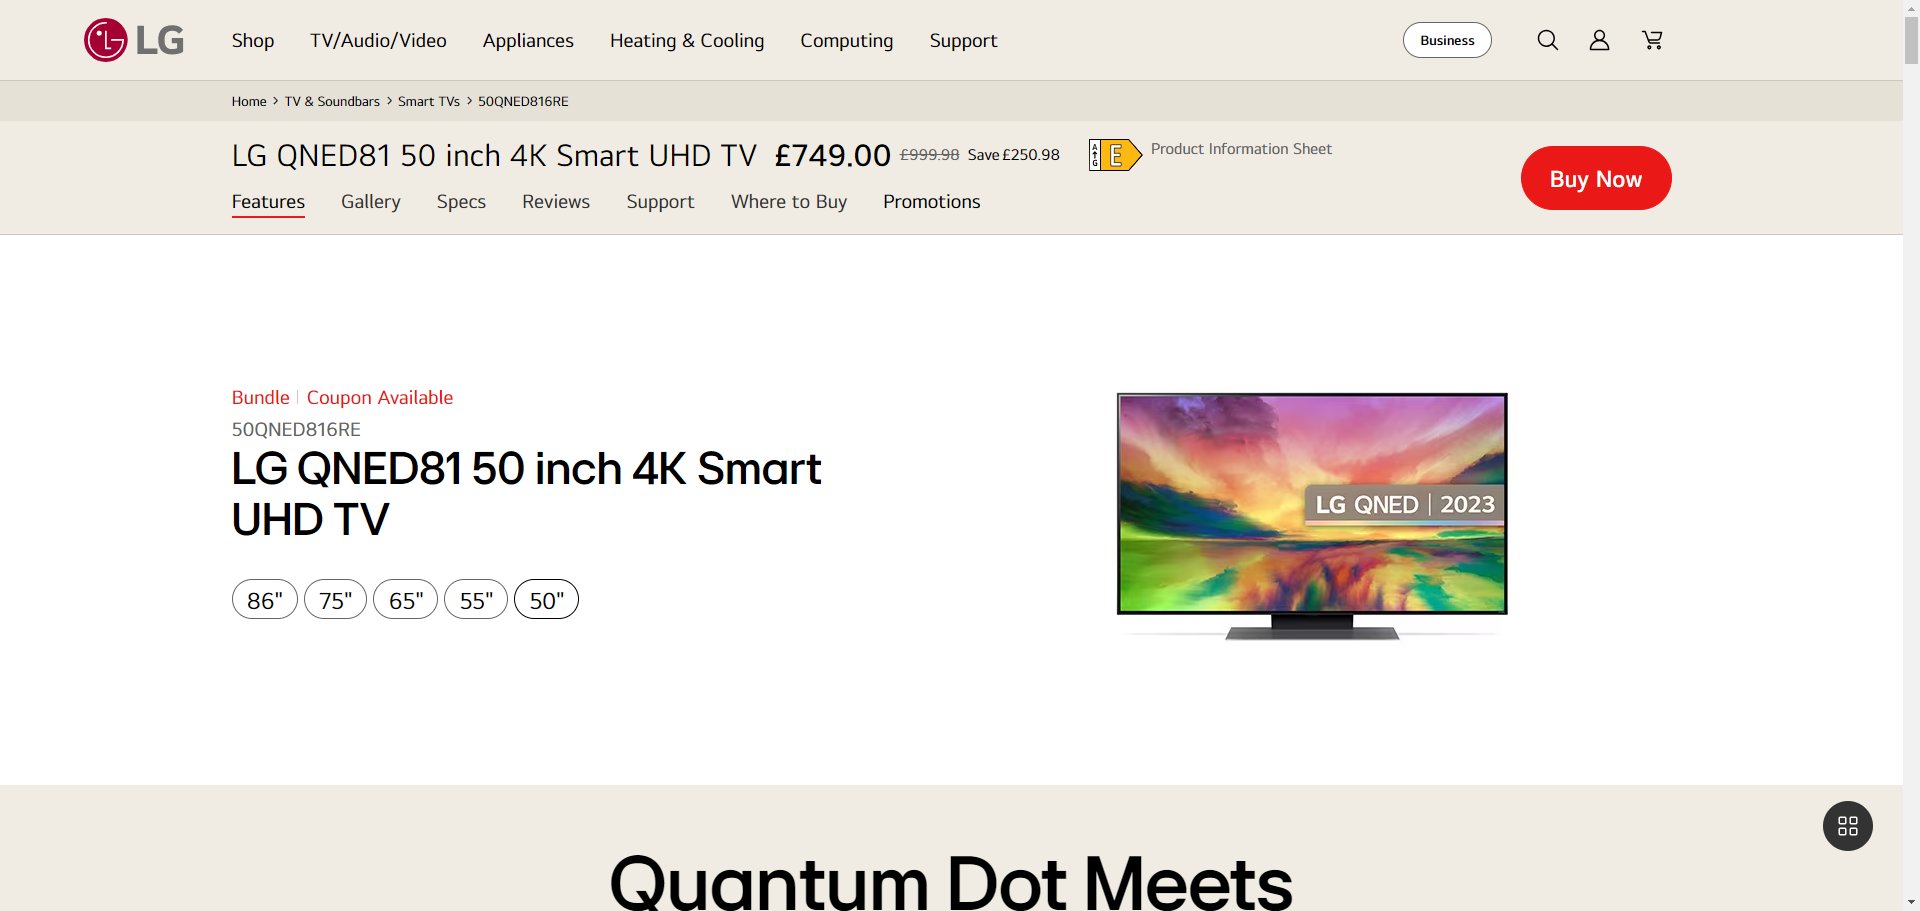 LG
Shop TV/Audio/Video Appliances Heating & Cooling Computing Support Business
Home > TV & Soundbars > Smart TVs > 50QNED816RE
LG QNED81 50 inch 4K Smart UHD TV £749.00 £999.98 Save £250.98 A G E Product Information Sheet
Features Gallery Specs Reviews Support Where to Buy Promotions
Buy Now
Bundle | Coupon Available
50QNED816RE
LG QNED81 50 inch 4K Smart
UHD TV
86" 75" 65" 55" 50"
LG QNED | 2023
Quantum Dot Meets